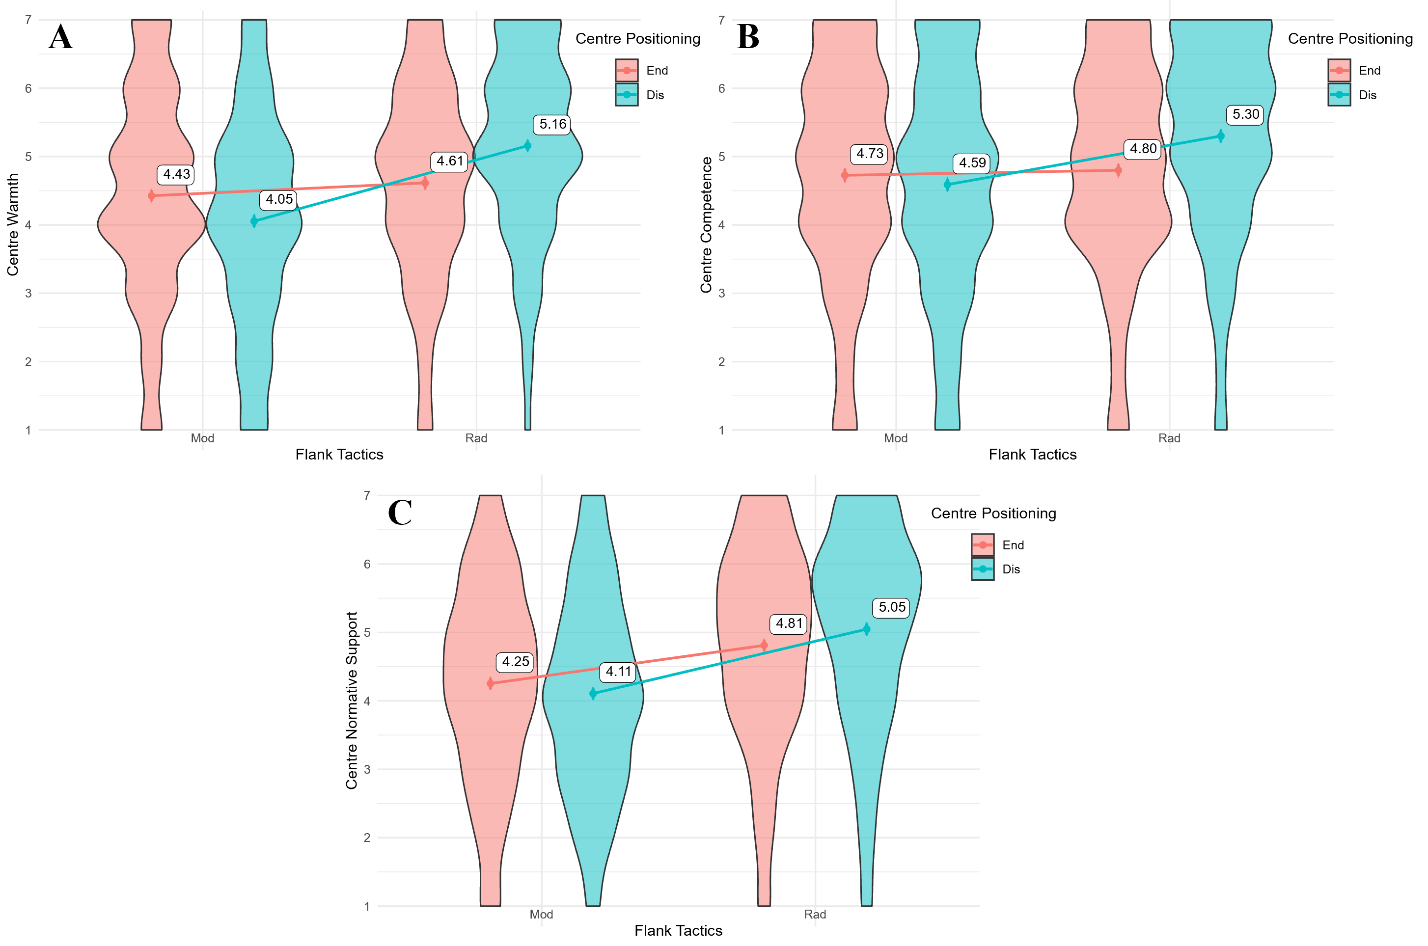 A
Centre Positioning
End
Dis
7
6
5
4
3
2
1
Centre Warmth
4.43
4.05
4.61
5.16
Mod
Rad
Flank Tactics
B
Centre Positioning
End
Dis
7
6
5
4
3
2
1
Centre Competence
4.73
4.59
4.80
5.30
Mod
Rad
Flank Tactics
C
Centre Positioning
End
Dis
7
6
5
4
3
2
1
Centre Normative Support
4.25
4.11
4.81
5.05
Mod
Rad
Flank Tactics